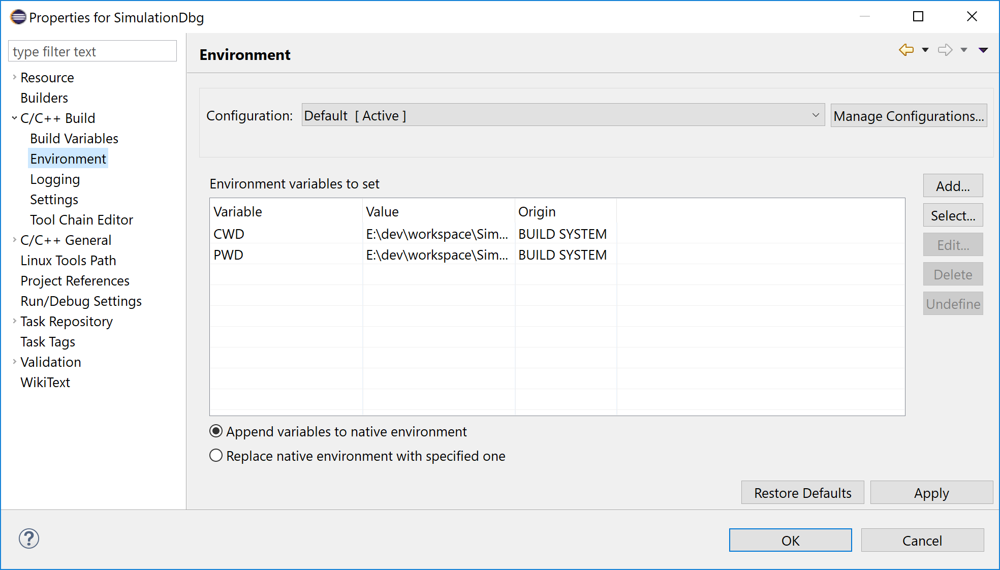 Properties for SimulationDbg
type filter text
Resource
Builders
C/C++ Build
Build Variables
Environment
Logging
Settings
Tool Chain Editor
C/C++ General
Linux Tools Path
Project References
Run/Debug Settings
Task Repository
Task Tags
Validation
WikiText
Environment
Configuration: Default [ Active ] Manage Configurations...
Environment variables to set
Variable Value Origin
CWD E:\dev\workspace\Sim... BUILD SYSTEM
PWD E:\dev\workspace\Sim... BUILD SYSTEM
Add...
Select...
Edit...
Delete
Undefine
Append variables to native environment
Replace native environment with specified one
Restore Defaults Apply
? OK Cancel